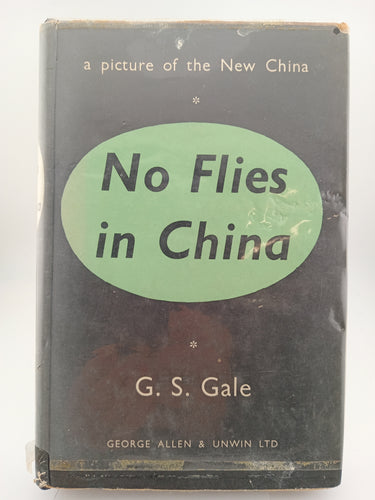 a picture of the New China
*
No Flies
in China
*
G. S. Gale
GEORGE ALLEN & UNWIN LTD